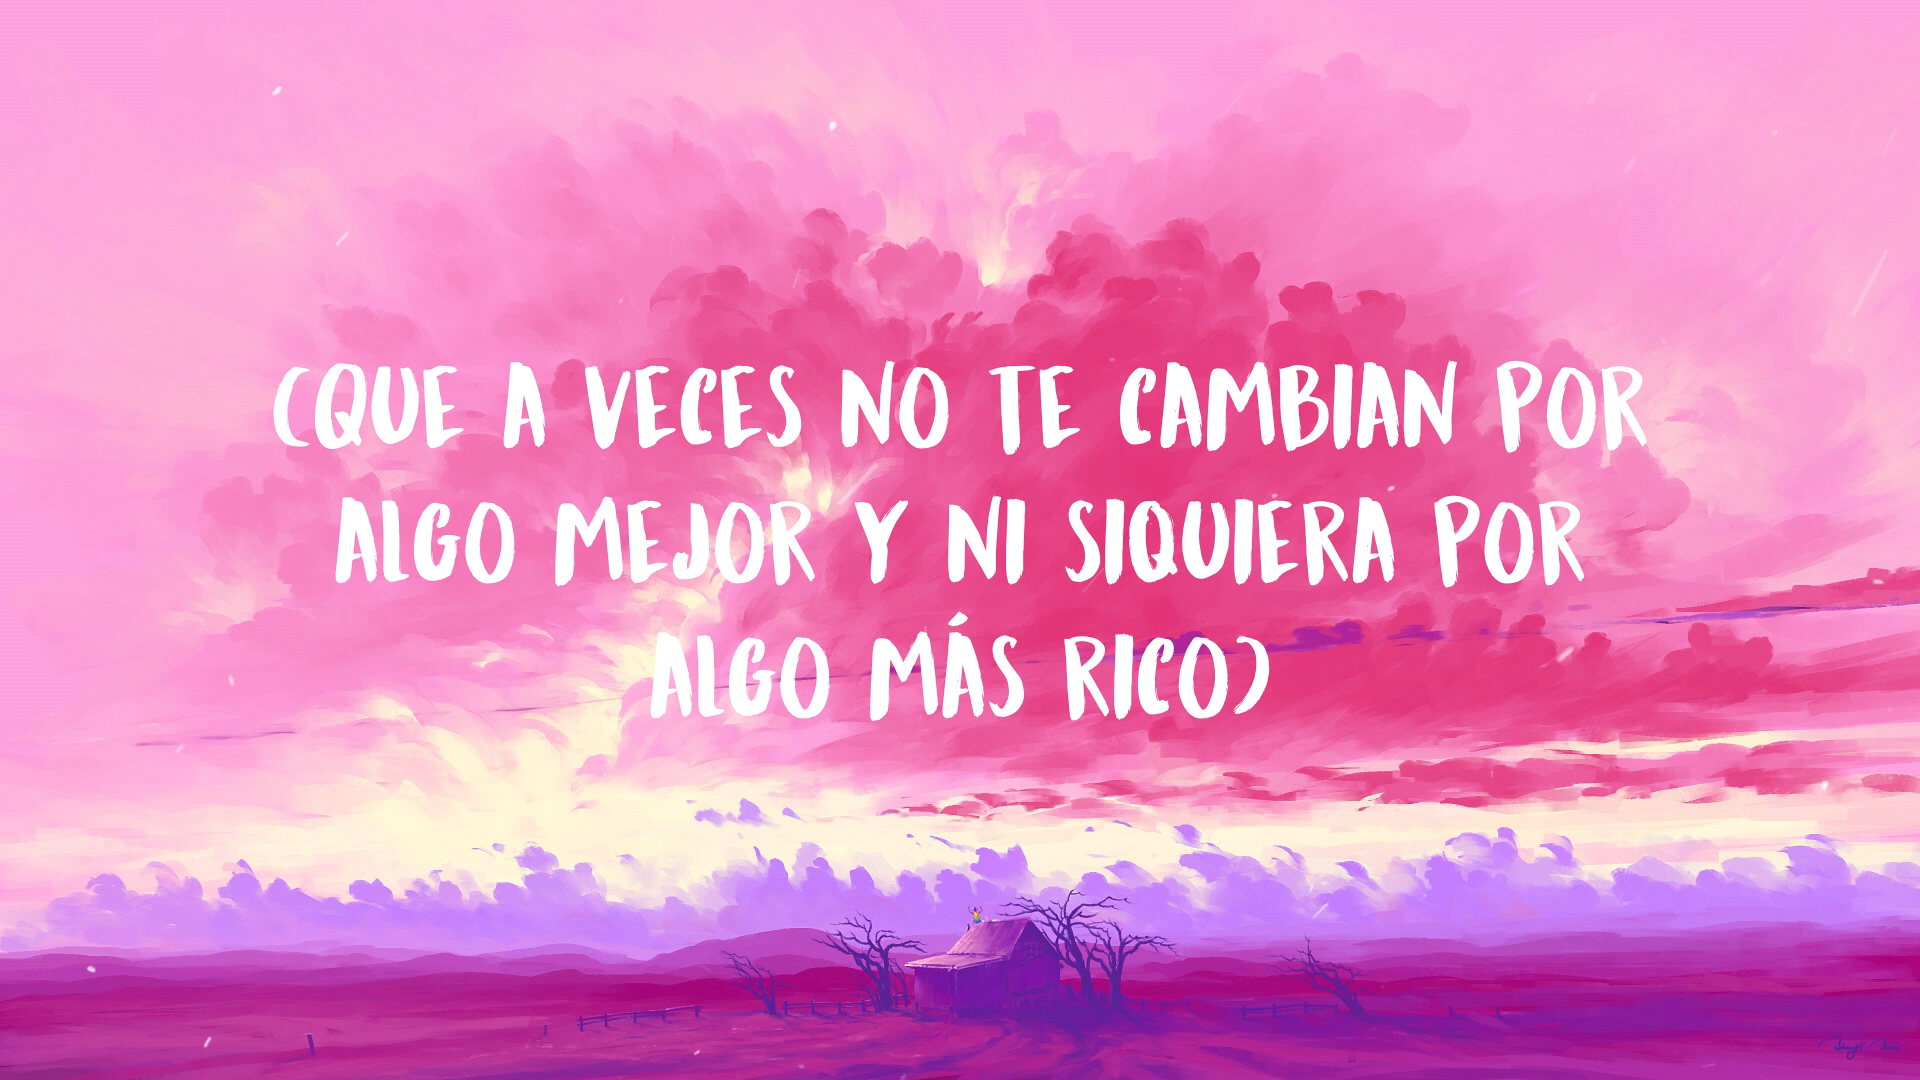 (QUE A VECES NO TE CAMBIAN POR
ALGO MEJOR Y NI SIQUIERA POR
ALGO MÁS RICO)